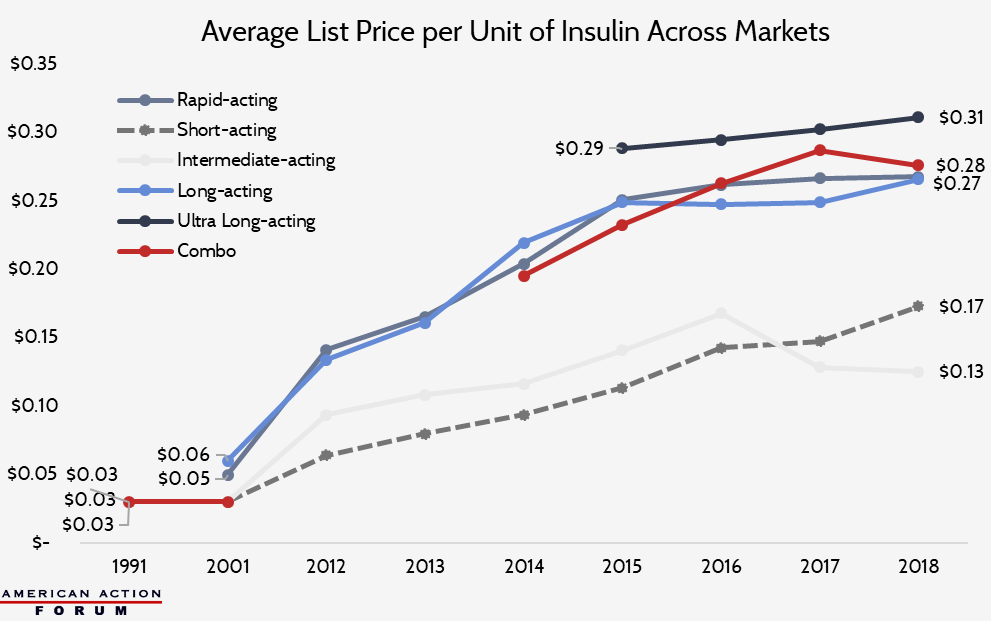 Average List Price per Unit of Insulin Across Markets
$0.35
$0.30
$0.25
$0.20
$0.15
$0.10
$0.05
$-
Rapid-acting
Short-acting
Intermediate-acting
Long-acting
Ultra Long-acting
Combo
$0.03
$0.03
$0.03
$0.06
$0.05
$0.29
$0.31
$0.28
$0.27
$0.17
$0.13
1991 2001 2012 2013 2014 2015 2016 2017 2018
AMERICAN ACTION
FORUM